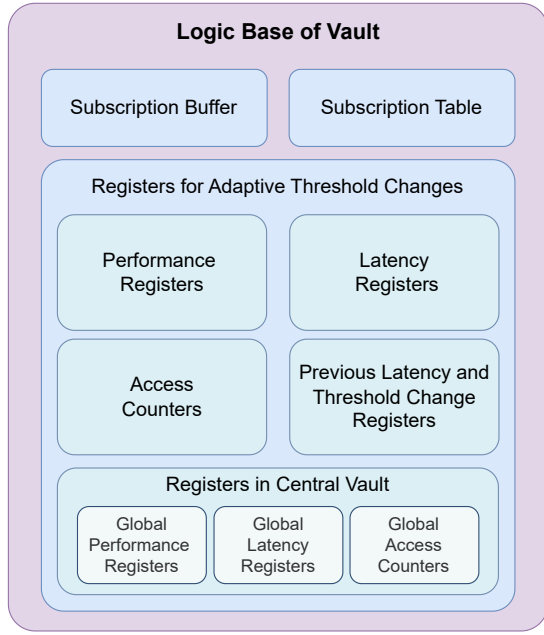 Logic Base of Vault
Subscription Buffer
Subscription Table
Registers for Adaptive Threshold Changes
Performance
Registers
Latency
Registers
Access
Counters
Previous Latency and
Threshold Change
Registers
Registers in Central Vault
Global
Performance
Registers
Global
Latency
Registers
Global
Access
Counters